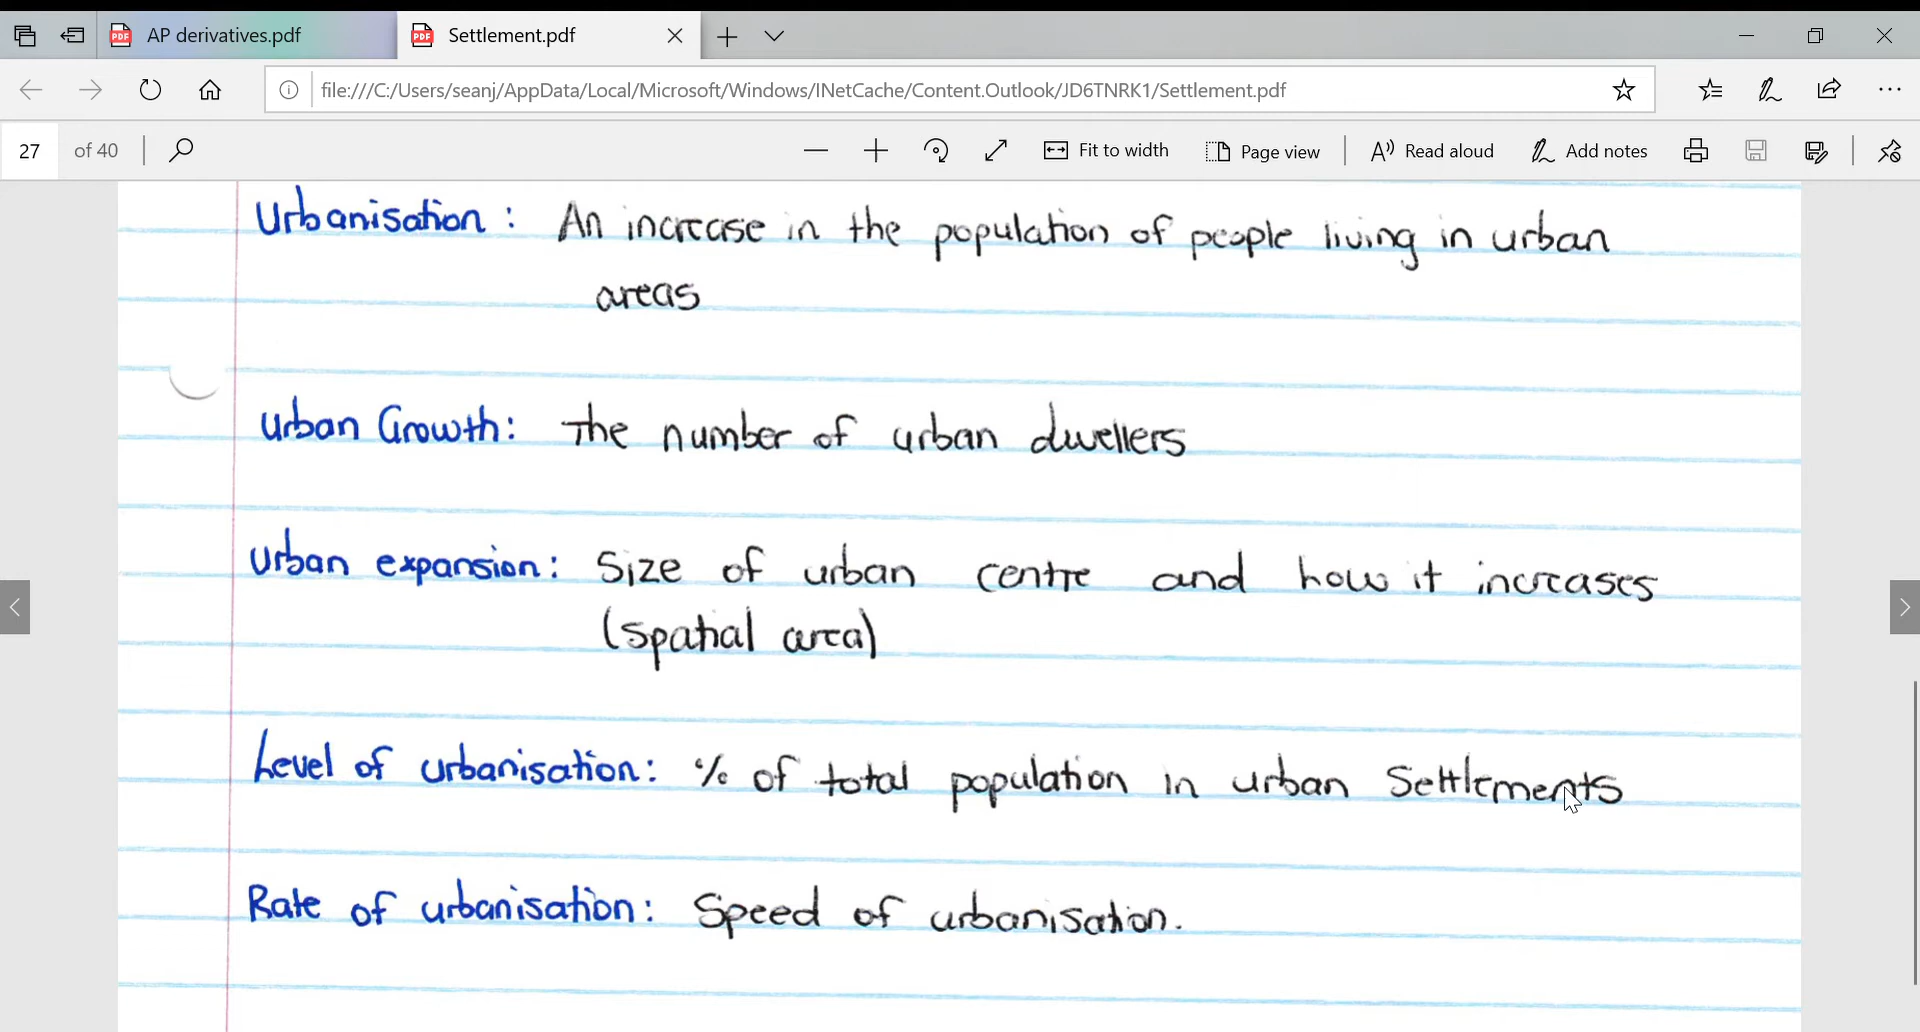 AP derivatives.pdf
Settlement.pdf
file:///C:/Users/seanj/AppData/Local/Microsoft/Windows/INetCache/Content.Outlook/JD6TNRK1/Settlement.pdf
27 of 40
Fit to width
Page view
Read aloud
Add notes
Urbanisation : An increase in the population of people living in urban
areas
Urban Growth: The number of urban dwellers
Urban expansion: Size of urban centre and how it increases
(spatial area)
Level of urbanisation: % of total population in urban Settlements
Rate of urbanisation: Speed of urbanisation.